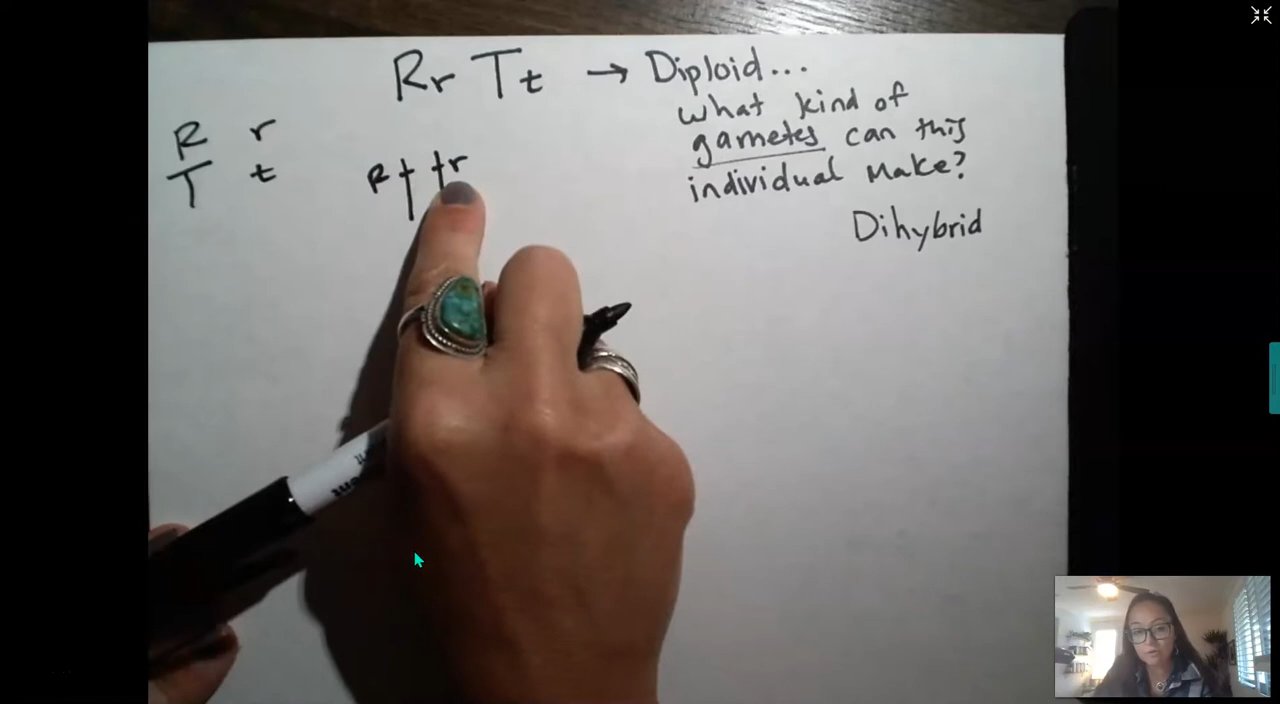 Rr Tt → Diploid...
what kind of
gametes can this
individual make?
Dihybrid
R r
T t
R r